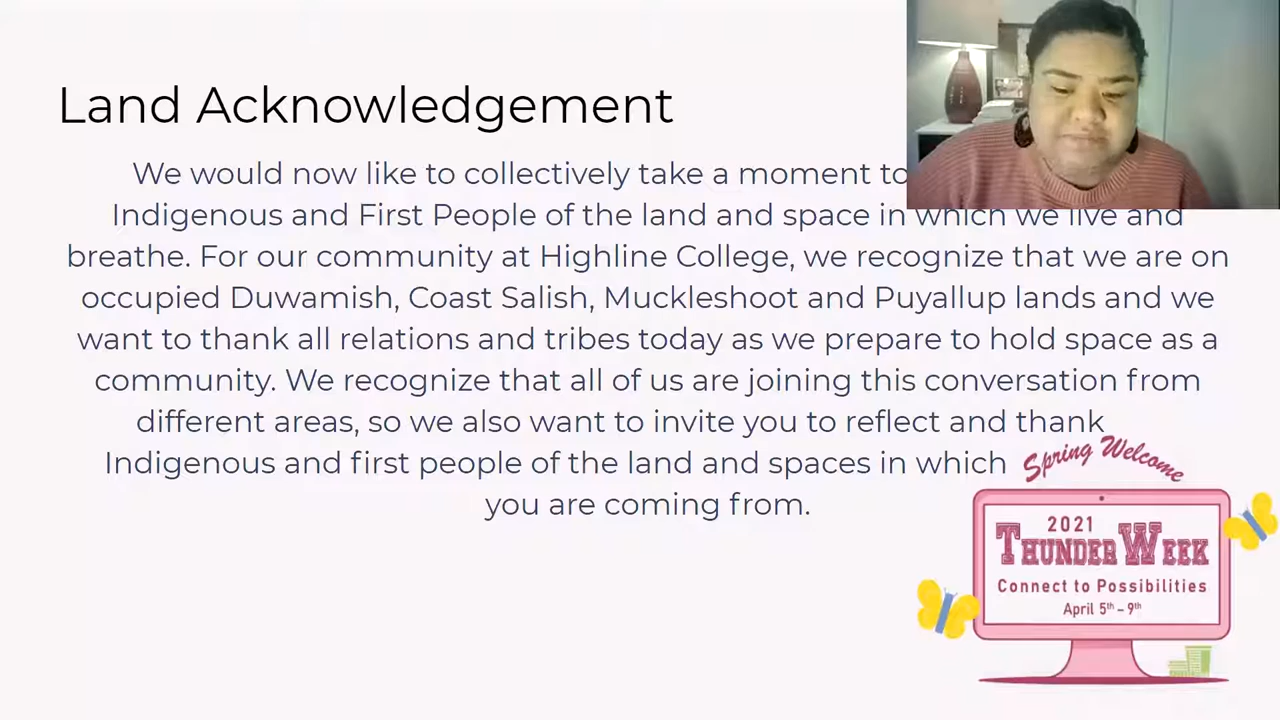 Land Acknowledgement
We would now like to collectively take a moment to
Indigenous and First People of the land and space in which we live and
breathe. For our community at Highline College, we recognize that we are on
occupied Duwamish, Coast Salish, Muckleshoot and Puyallup lands and we
want to thank all relations and tribes today as we prepare to hold space as a
community. We recognize that all of us are joining this conversation from
different areas, so we also want to invite you to reflect and thank
Indigenous and first people of the land and spaces in which
you are coming from.
Spring Welcome
2021
THUNDER WEEK
Connect to Possibilities
April 5th – 9th